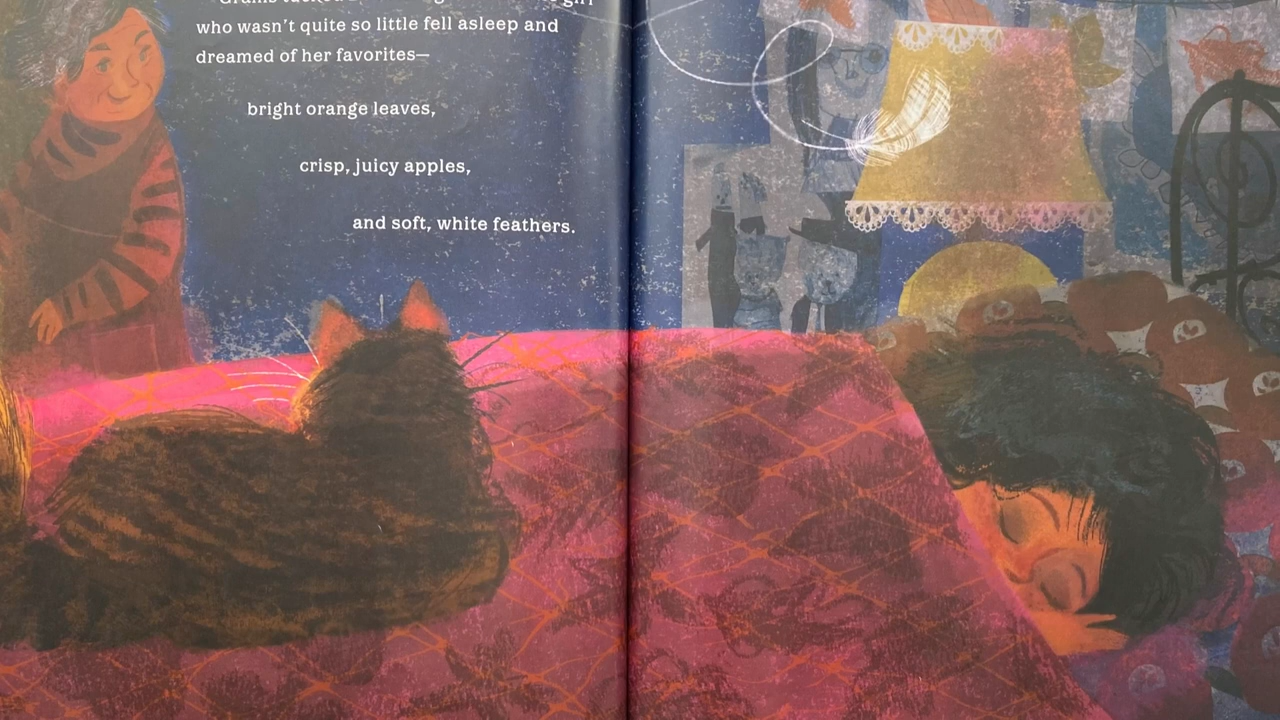 who wasn’t quite so little fell asleep and
dreamed of her favorites—
bright orange leaves,
crisp, juicy apples,
and soft, white feathers.